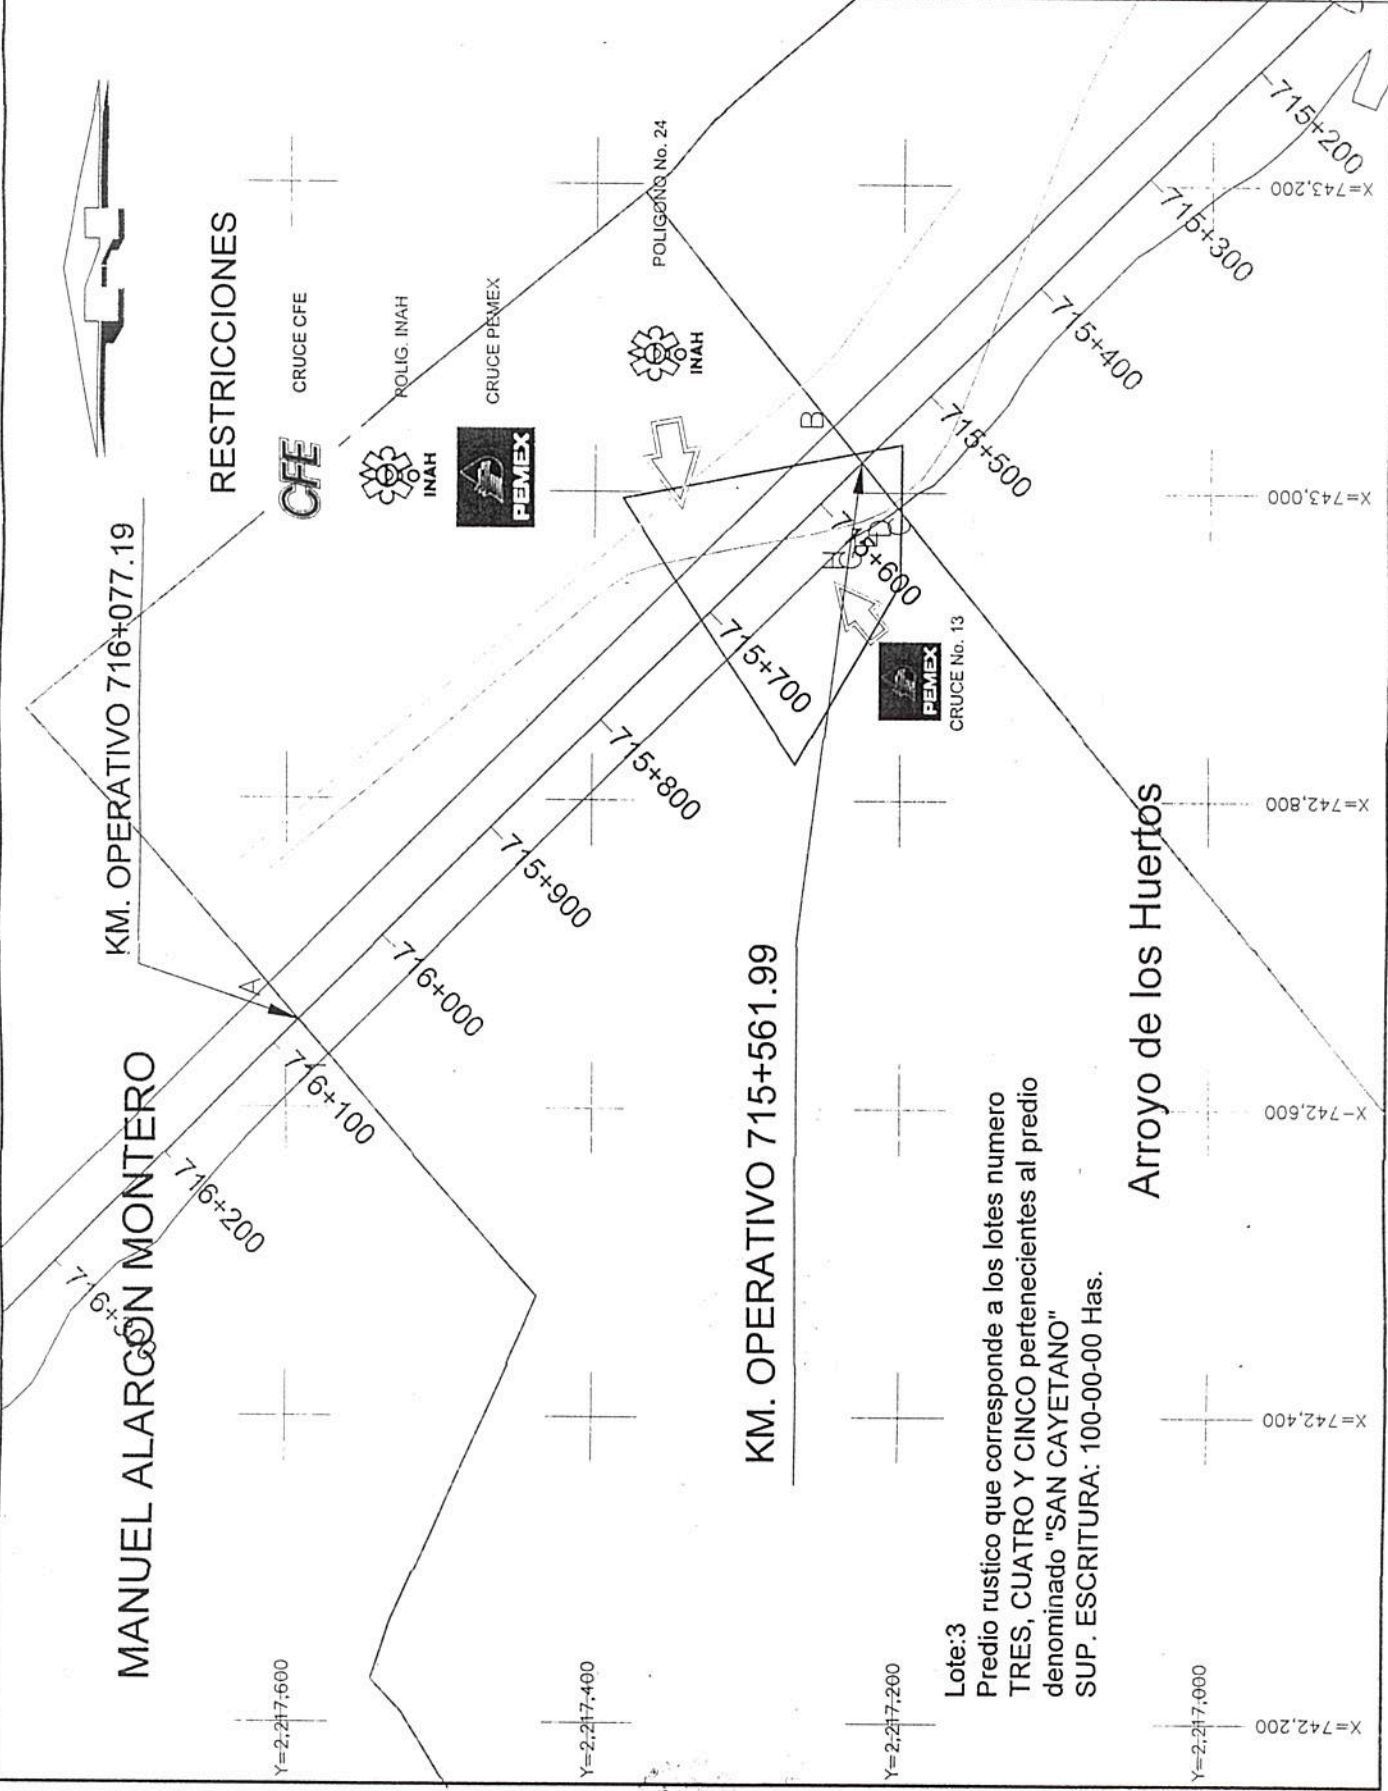 MANUEL ALARCON MONTERO
KM. OPERATIVO 716+077.19
RESTRICCIONES
CFE
CRUCE CFE
INAH
POLIG. INAH
PEMEX
CRUCE PEMEX
INAH
POLIGONO No. 24
A
B
716+200
716+100
716+000
715+900
715+800
715+700
715+600
715+500
715+400
715+300
715+200
PEMEX
CRUCE No. 13
KM. OPERATIVO 715+561.99
Arroyo de los Huertos
Lote:3
Predio rustico que corresponde a los lotes numero
TRES, CUATRO Y CINCO pertenecientes al predio
denominado "SAN CAYETANO"
SUP. ESCRITURA: 100-00-00 Has.
Y=2,217,600
Y=2,217,400
Y=2,217,200
Y=2,217,000
X=742,200
X=742,400
X=742,600
X=742,800
X=743,000
X=743,200